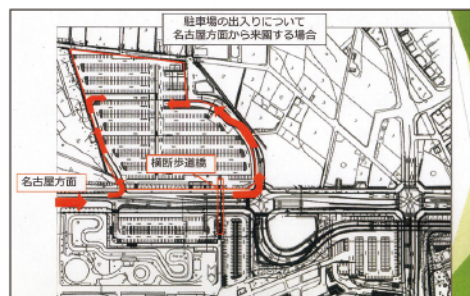 駐車場の出入りについて
名古屋方面から来園する場合
横断歩道橋
名古屋方面